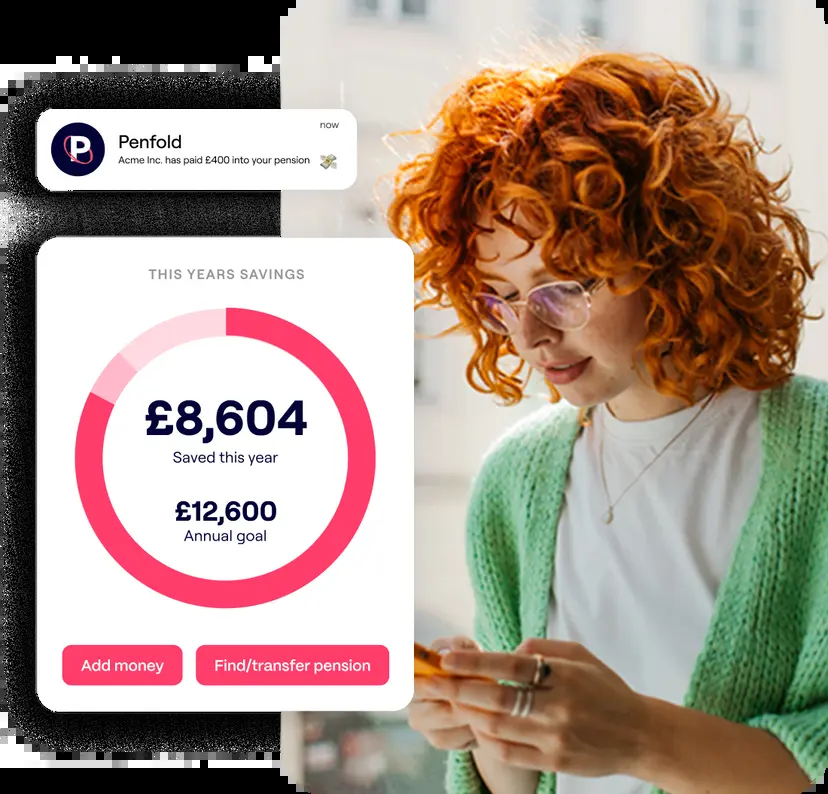 now
Penfold
Acme Inc. has paid £400 into your pension
THIS YEARS SAVINGS
£8,604
Saved this year
£12,600
Annual goal
Add money
Find/transfer pension